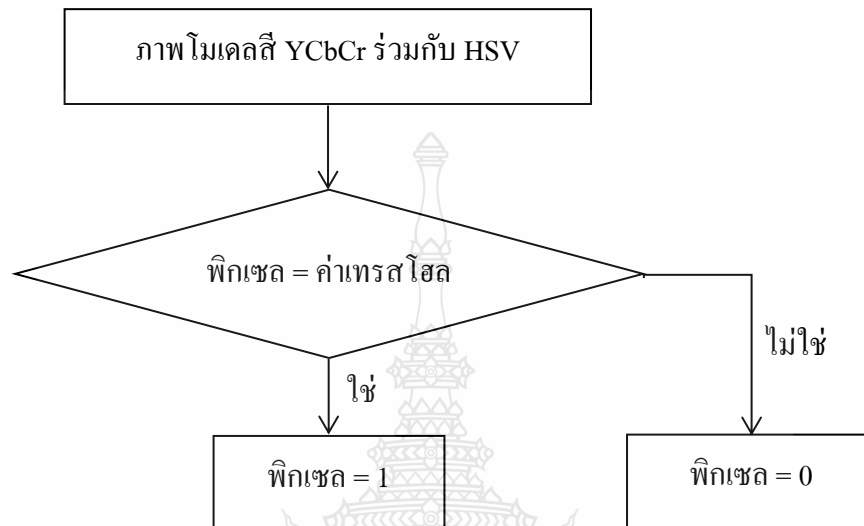 ภาพโมเดลสี YCbCr ร่วมกับ HSV
พิกเซล = ค่าเทรสโฮล
ไม่ใช่
ใช่
พิกเซล = 1
พิกเซล = 0